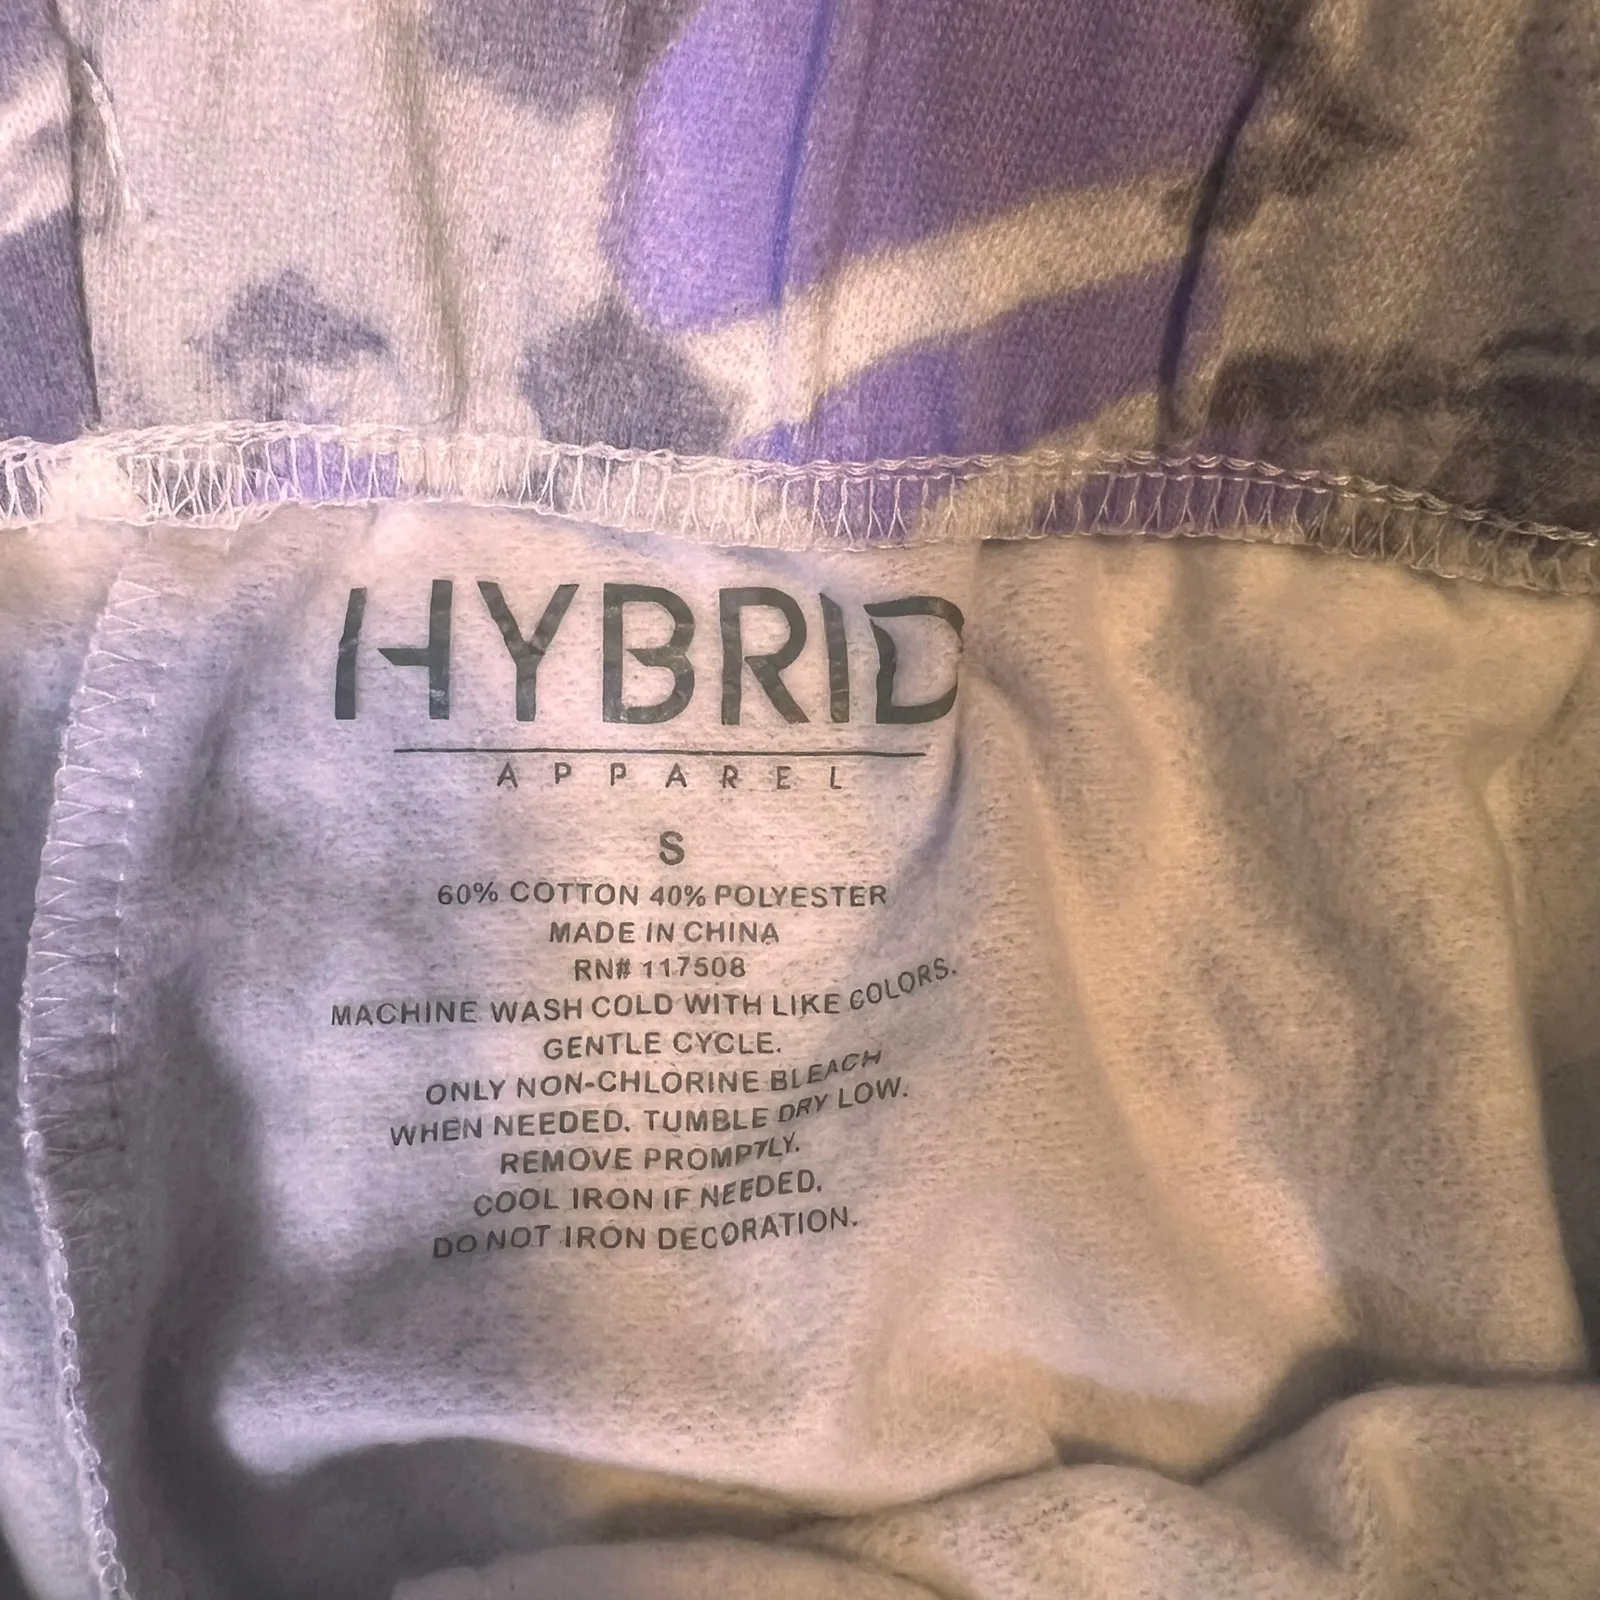 HYBRID
APPAREL
S
60% COTTON 40% POLYESTER
MADE IN CHINA
RN# 117508
MACHINE WASH COLD WITH LIKE COLORS.
GENTLE CYCLE.
ONLY NON-CHLORINE BLEACH
WHEN NEEDED. TUMBLE DRY LOW.
REMOVE PROMPTLY.
COOL IRON IF NEEDED.
DO NOT IRON DECORATION.